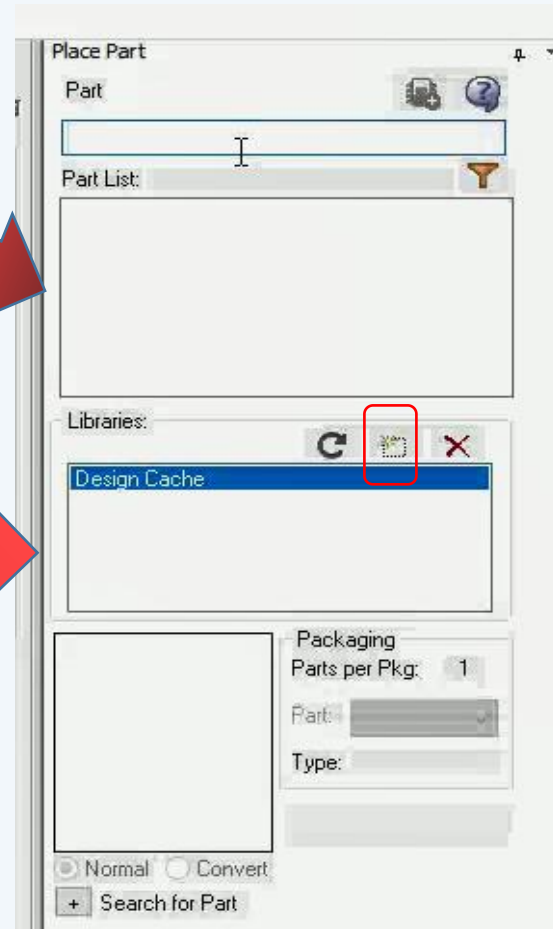 Place Part
Part
Part List:
Libraries:
Design Cache
Packaging
Parts per Pkg: 1
Part:
Type:
Normal Convert
+ Search for Part